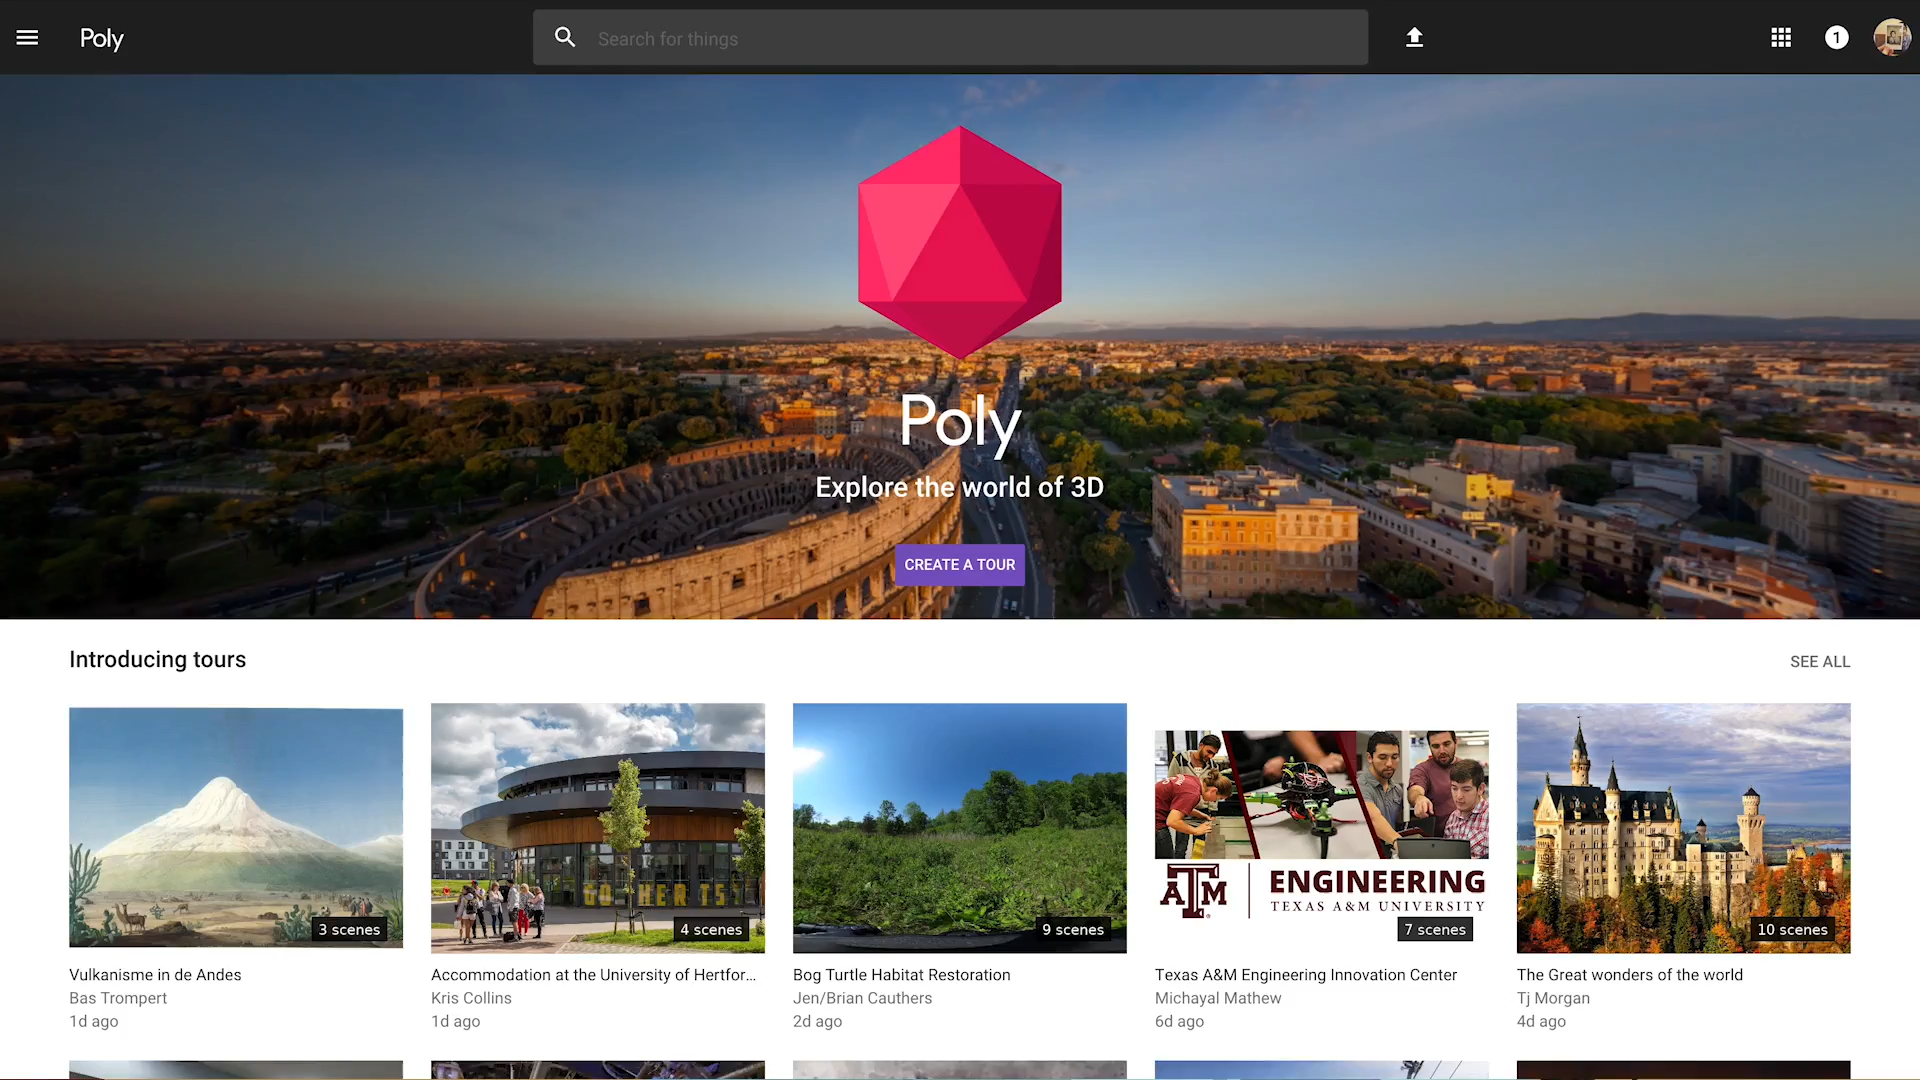 Poly
Search for things
1
Poly
Explore the world of 3D
CREATE A TOUR
Introducing tours
SEE ALL
3 scenes
Vulkanisme in de Andes
Bas Trompert
1d ago
GO HERTS
4 scenes
Accommodation at the University of Hertfor...
Kris Collins
1d ago
9 scenes
Bog Turtle Habitat Restoration
Jen/Brian Cauthers
2d ago
ATM
ENGINEERING
TEXAS A&M UNIVERSITY
7 scenes
Texas A&M Engineering Innovation Center
Michayal Mathew
6d ago
10 scenes
The Great wonders of the world
Tj Morgan
4d ago